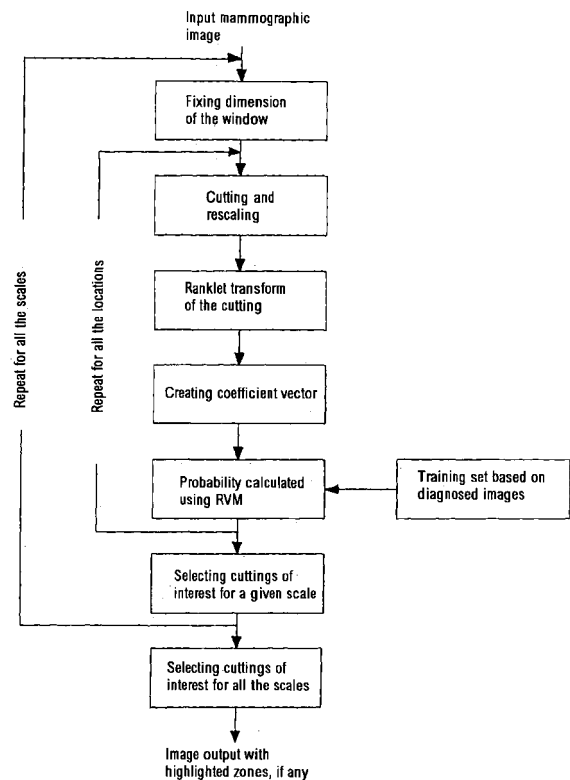 Input mammographic
image
Fixing dimension
of the window
Cutting and
rescaling
Ranklet transform
of the cutting
Creating coefficient vector
Probability calculated
using RVM
Training set based on
diagnosed images
Selecting cuttings of
interest for a given scale
Selecting cuttings of
interest for all the scales
Image output with
highlighted zones, if any
Repeat for all the scales
Repeat for all the locations